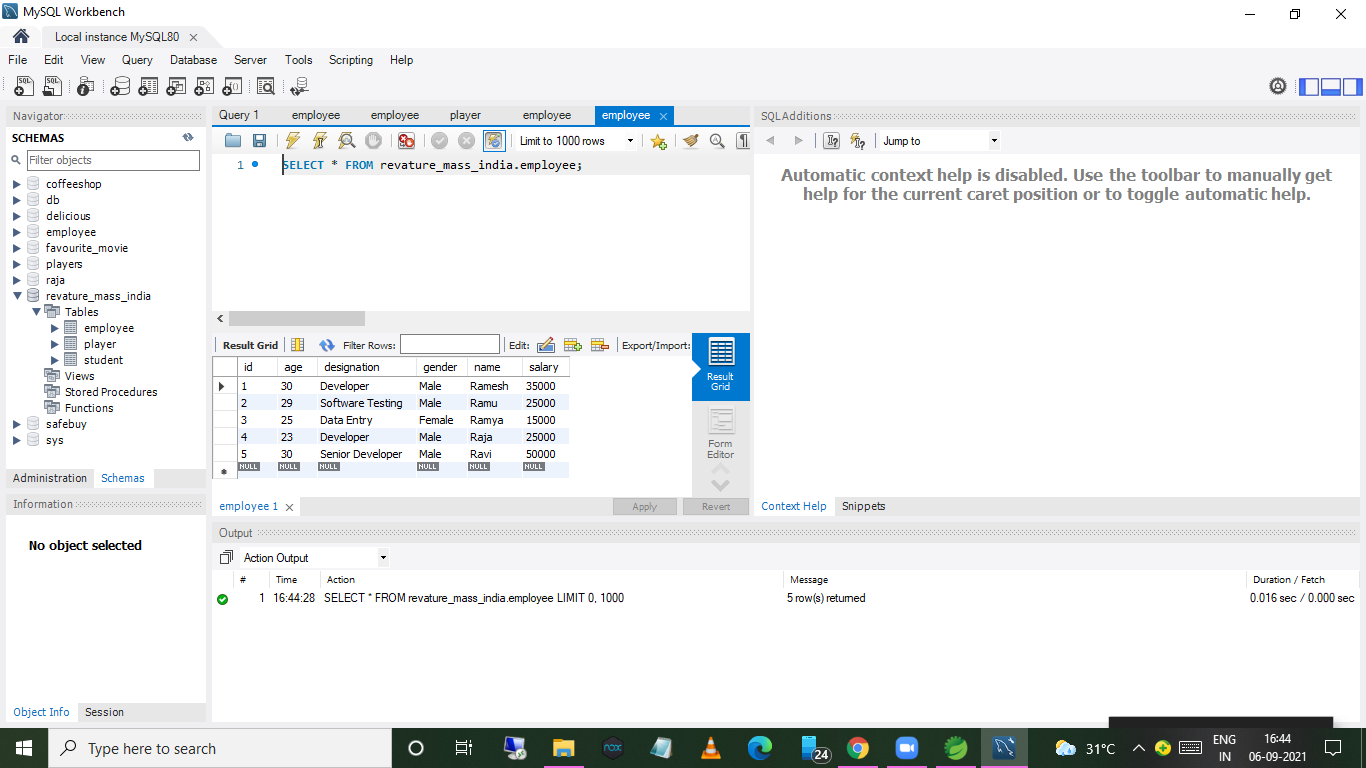 MySQL Workbench
Local instance MySQL80
File Edit View Query Database Server Tools Scripting Help
Navigator
SCHEMAS
Filter objects
coffeeshop
db
delicious
employee
favourite_movie
players
raja
revature_mass_india
Tables
employee
player
student
Views
Stored Procedures
Functions
safebuy
sys
Administration Schemas
Information
No object selected
Object Info Session
Query 1 employee employee player employee employee
Limit to 1000 rows
1 SELECT * FROM revature_mass_india.employee;
Result Grid Filter Rows: Edit: Export/Import:
id age designation gender name salary
1 30 Developer Male Ramesh 35000
2 29 Software Testing Male Ramu 25000
3 25 Data Entry Female Ramya 15000
4 23 Developer Male Raja 25000
5 30 Senior Developer Male Ravi 50000
NULL NULL NULL NULL NULL NULL
Result
Grid
Form
Editor
employee 1 Apply Revert
SQLAdditions
Jump to
Automatic context help is disabled. Use the toolbar to manually get
help for the current caret position or to toggle automatic help.
Context Help Snippets
Output
Action Output
# Time Action Message Duration / Fetch
1 16:44:28 SELECT * FROM revature_mass_india.employee LIMIT 0, 1000 5 row(s) returned 0.016 sec / 0.000 sec
Type here to search
nox
24
31°C
ENG
IN
16:44
06-09-2021